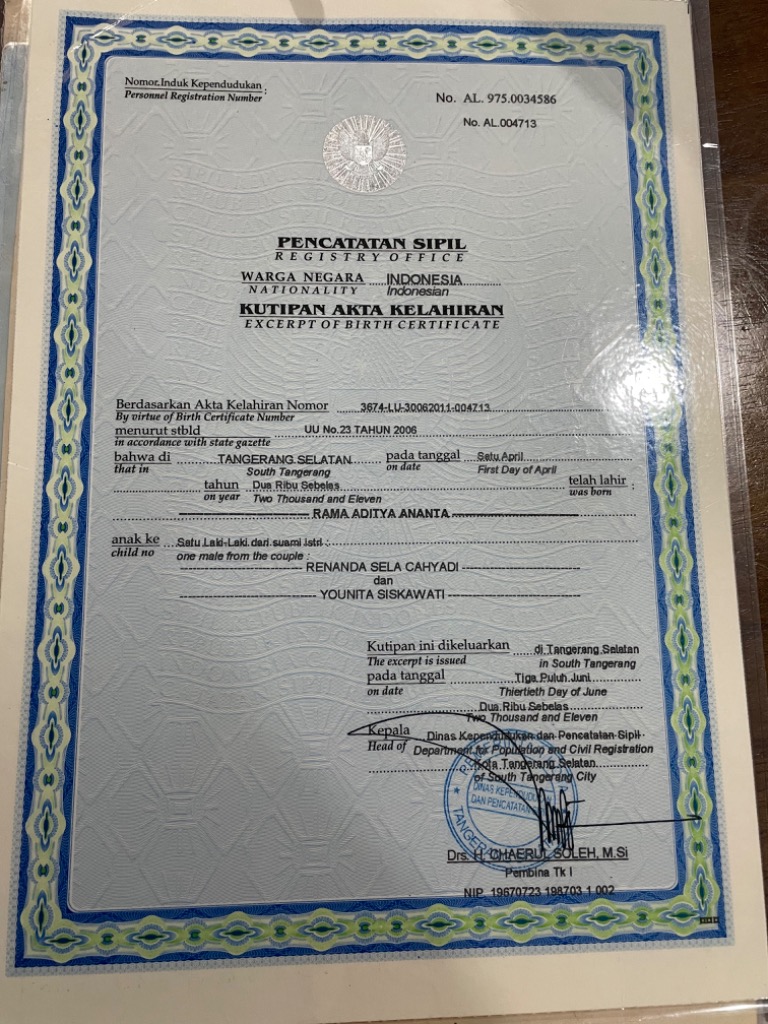 Nomor Induk Kependudukan :
Personnel Registration Number
No. AL. 975.0034586
No. AL.004713
PENCATATAN SIPIL
REGISTRY OFFICE
WARGA NEGARA INDONESIA
NATIONALITY Indonesian
KUTIPAN AKTA KELAHIRAN
EXCERPT OF BIRTH CERTIFICATE
Berdasarkan Akta Kelahiran Nomor 3674-LU-30062011-004713
By virtue of Birth Certificate Number
menurut stbld UU No.23 TAHUN 2006
in accordance with state gazette
bahwa di TANGERANG SELATAN pada tanggal Satu April
that in South Tangerang on date First Day of April
tahun Dua Ribu Sebelas telah lahir :
on year Two Thousand and Eleven was born
RAMA ADITYA ANANTA
anak ke Satu Laki-Laki dari suami istri :
child no one male from the couple :
RENANDA SELA CAHYADI
dan
YOUNITA SISKAWATI
Kutipan ini dikeluarkan di Tangerang Selatan
The excerpt is issued in South Tangerang
pada tanggal Tiga Puluh Juni
on date Thiertieth Day of June
Dua Ribu Sebelas
Two Thousand and Eleven
Kepala Dinas Kependudukan dan Pencatatan Sipil
Head of Department for Population and Civil Registration
Kota Tangerang Selatan
of South Tangerang City
DINAS KEPENDUDUKAN
DAN PENCATATAN
Drs. H. CHAERUL SOLEH, M.Si
Pembina Tk I
NIP 19670723 198703 1 002